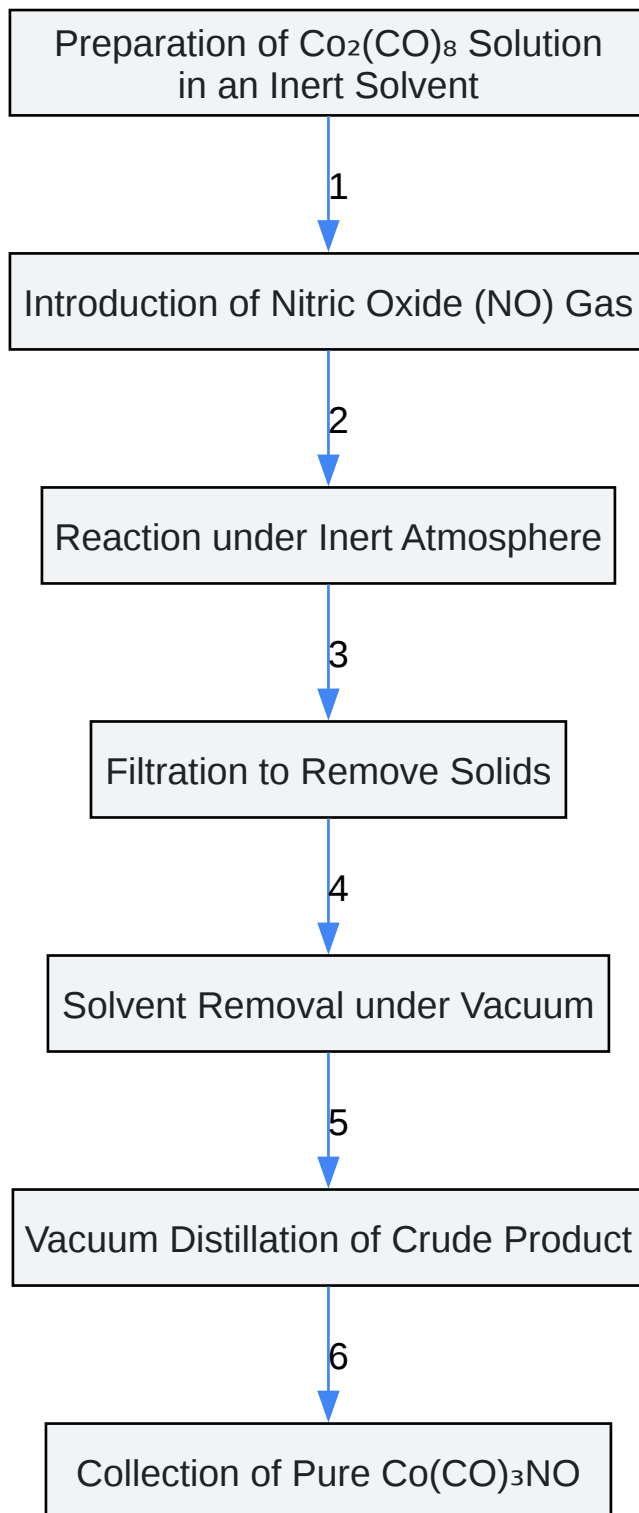 Preparation of Co₂(CO)₈ Solution
in an Inert Solvent
1
Introduction of Nitric Oxide (NO) Gas
2
Reaction under Inert Atmosphere
3
Filtration to Remove Solids
4
Solvent Removal under Vacuum
5
Vacuum Distillation of Crude Product
6
Collection of Pure Co(CO)₃NO